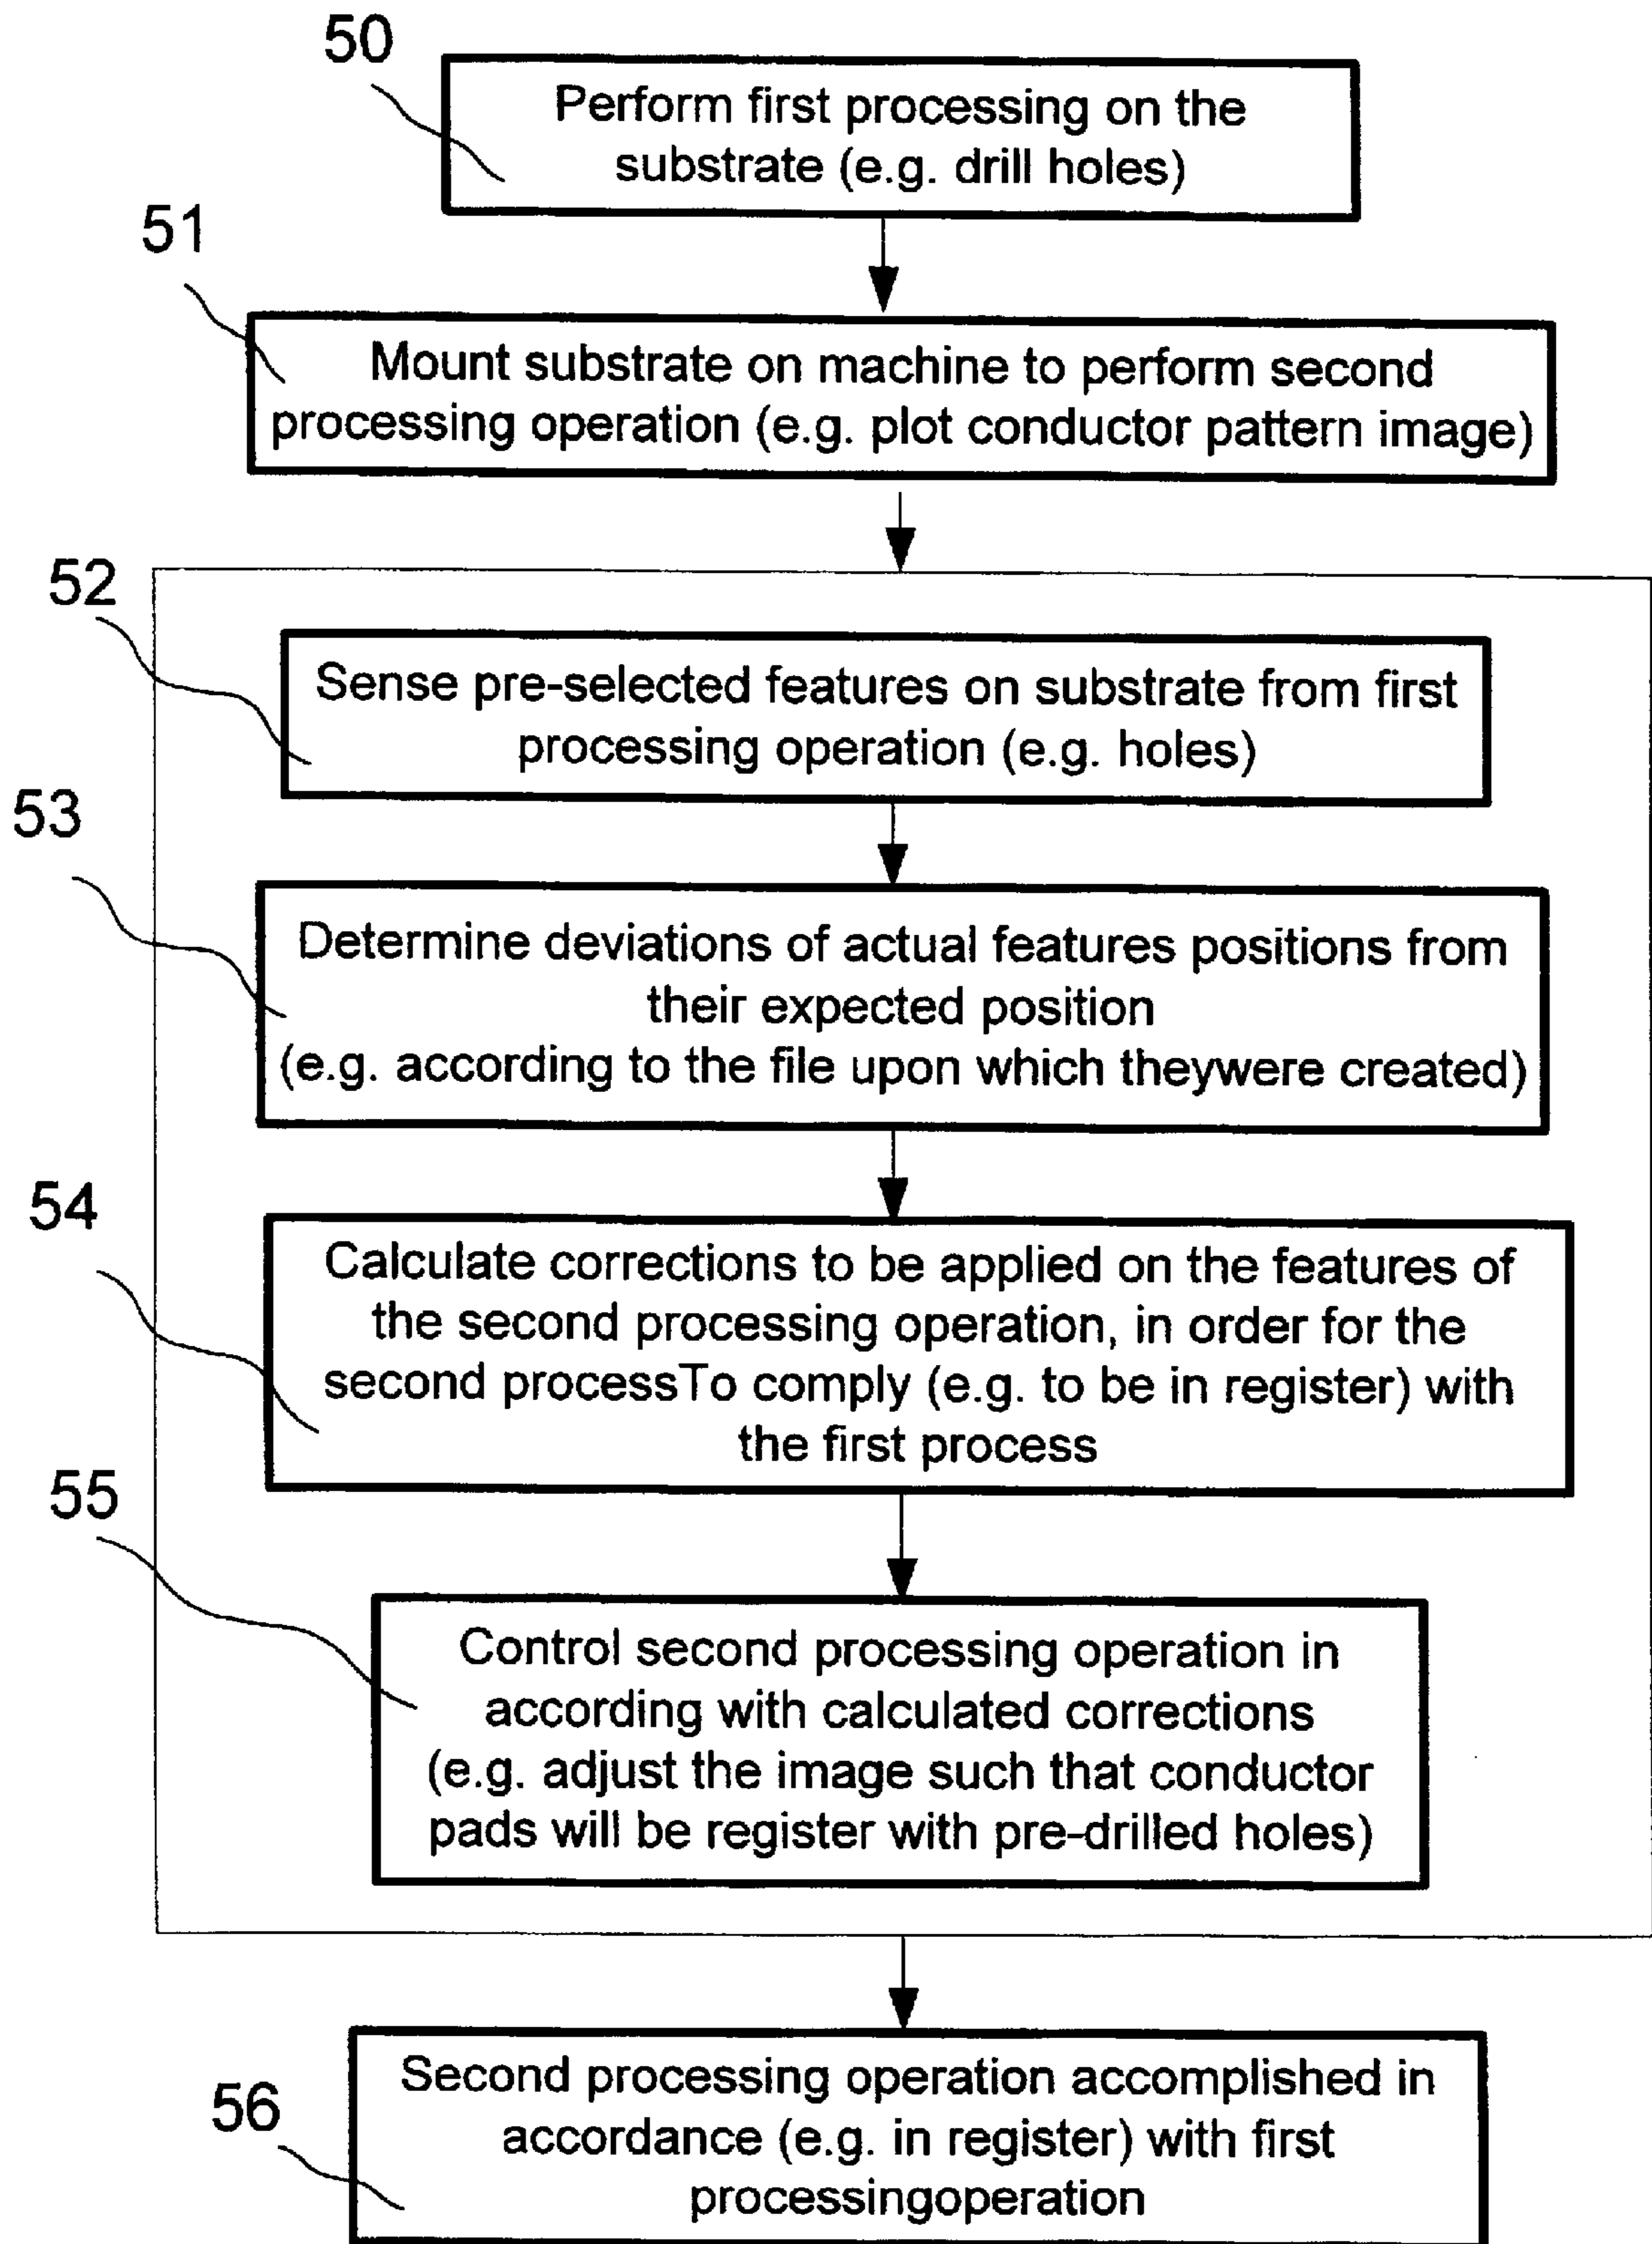 50
Perform first processing on the
substrate (e.g. drill holes)
51
Mount substrate on machine to perform second
processing operation (e.g. plot conductor pattern image)
52
Sense pre-selected features on substrate from first
processing operation (e.g. holes)
53
Determine deviations of actual features positions from
their expected position
(e.g. according to the file upon which theywere created)
54
Calculate corrections to be applied on the features of
the second processing operation, in order for the
second processTo comply (e.g. to be in register) with
the first process
55
Control second processing operation in
according with calculated corrections
(e.g. adjust the image such that conductor
pads will be register with pre-drilled holes)
56
Second processing operation accomplished in
accordance (e.g. in register) with first
processingoperation